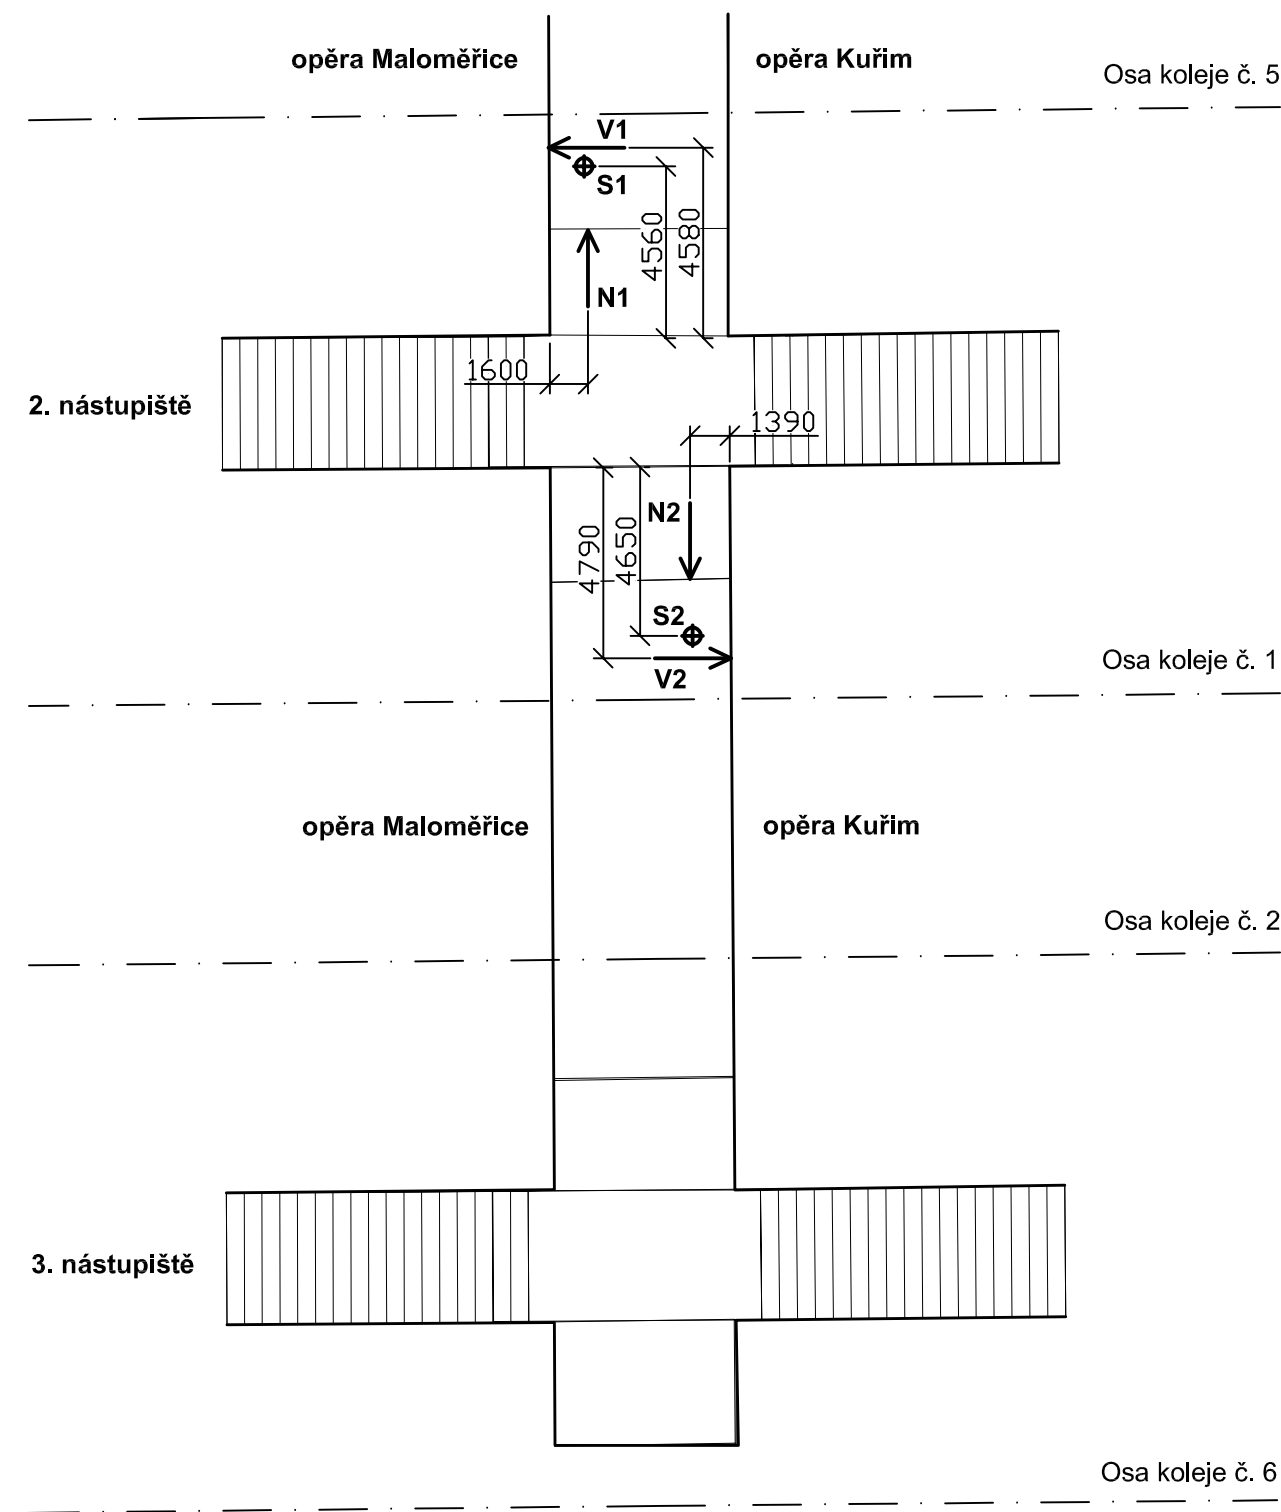 opěra Maloměřice
opěra Kuřim
Osa koleje č. 5
V1
S1
4560
4580
N1
1600
2. nástupiště
1390
N2
4790
4650
S2
V2
Osa koleje č. 1
opěra Maloměřice
opěra Kuřim
Osa koleje č. 2
3. nástupiště
Osa koleje č. 6